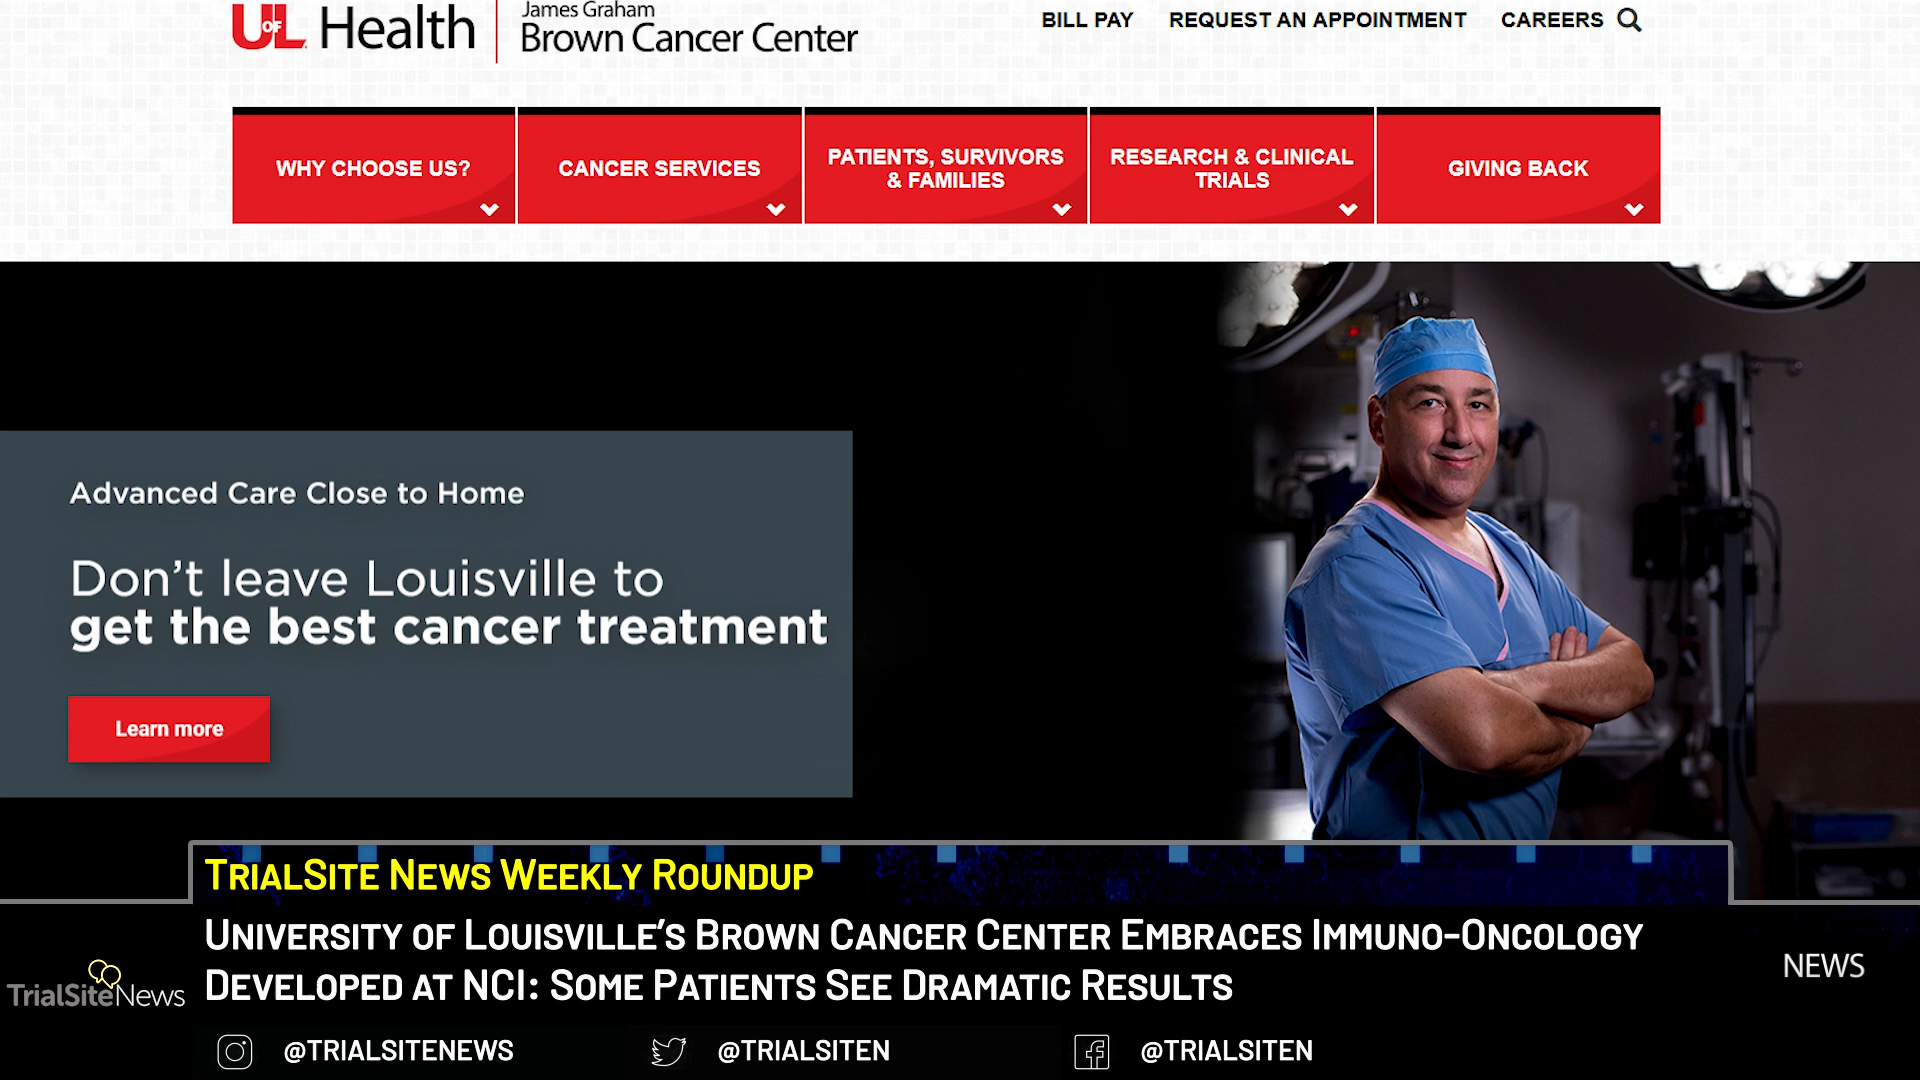 UofL Health
James Graham
Brown Cancer Center
BILL PAY
REQUEST AN APPOINTMENT
CAREERS
WHY CHOOSE US?
CANCER SERVICES
PATIENTS, SURVIVORS
& FAMILIES
RESEARCH & CLINICAL
TRIALS
GIVING BACK
Advanced Care Close to Home
Don't leave Louisville to
get the best cancer treatment
Learn more
TrialSite News Weekly Roundup
University of Louisville's Brown Cancer Center Embraces Immuno-Oncology
Developed at NCI: Some Patients See Dramatic Results
TrialSiteNews
NEWS
@TRIALSITENEWS
@TRIALSITEN
@TRIALSITEN